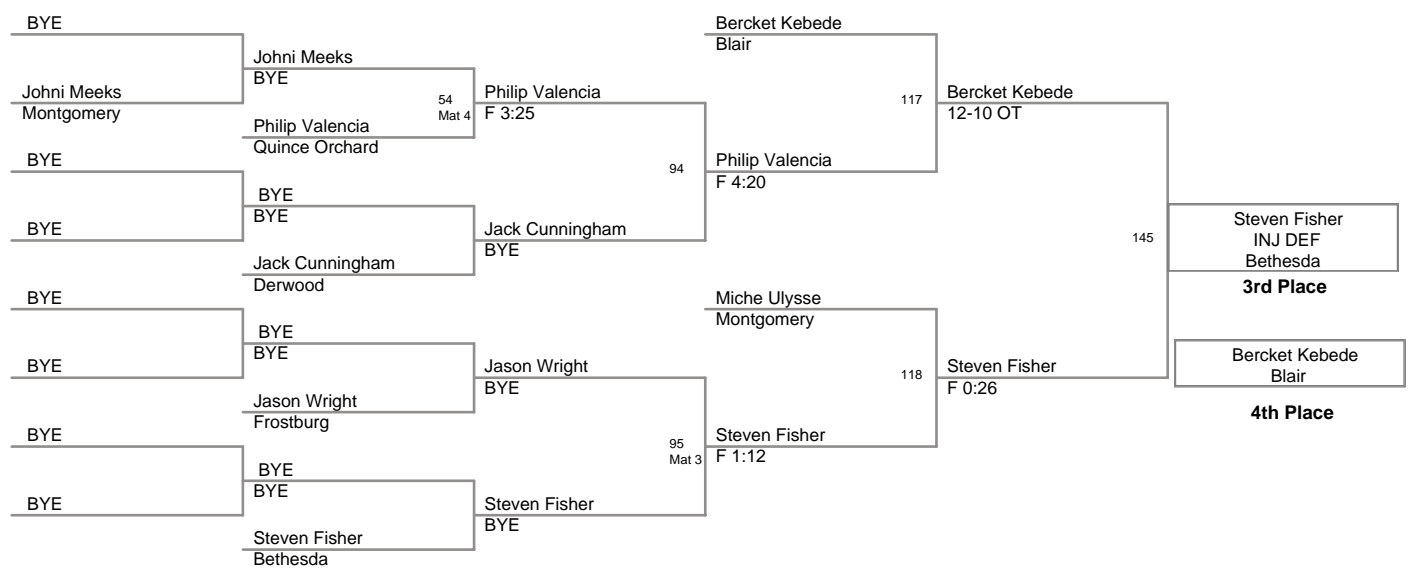 BYE
Johni Meeks
Montgomery
BYE
BYE
BYE
BYE
BYE
BYE
Johni Meeks
BYE
Philip Valencia
Quince Orchard
BYE
BYE
Jack Cunningham
Derwood
BYE
BYE
Jason Wright
Frostburg
BYE
BYE
Steven Fisher
Bethesda
54
Mat 4
Philip Valencia
F 3:25
Jack Cunningham
BYE
Jason Wright
BYE
Steven Fisher
BYE
94
95
Mat 3
Bercket Kebede
Blair
Philip Valencia
F 4:20
Miche Ulysse
Montgomery
Steven Fisher
F 1:12
117
118
Bercket Kebede
12-10 OT
Steven Fisher
F 0:26
145
Steven Fisher
INJ DEF
Bethesda
3rd Place
Bercket Kebede
Blair
4th Place